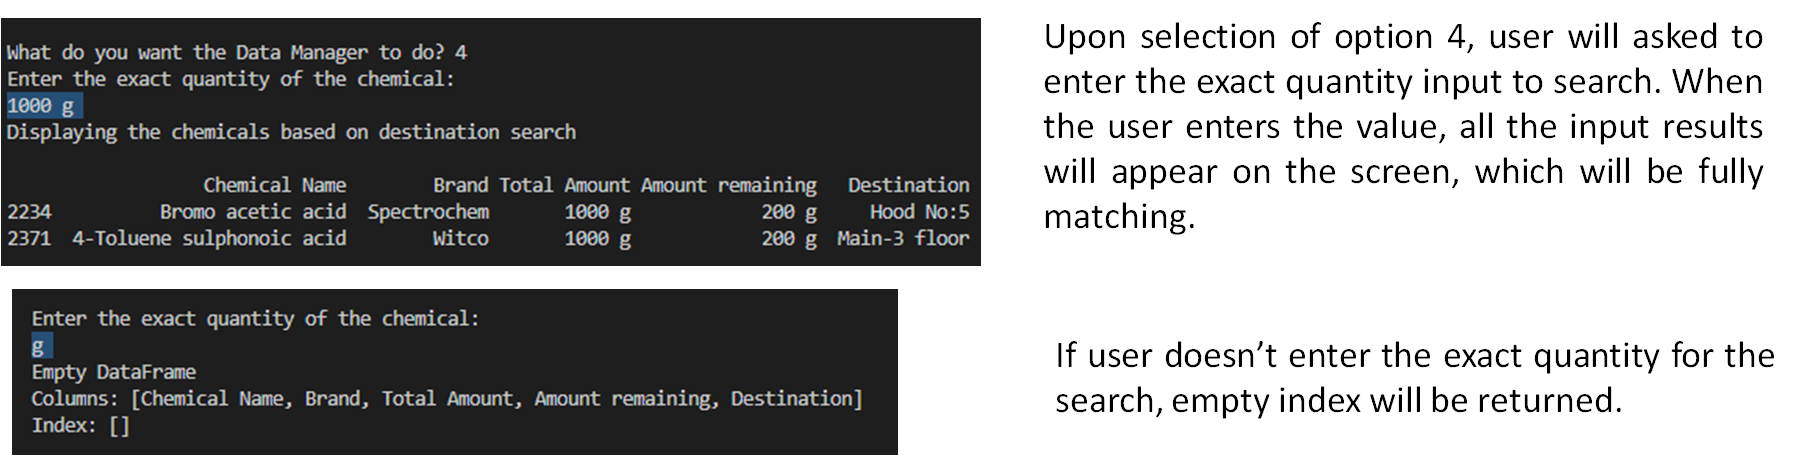 What do you want the Data Manager to do? 4
Enter the exact quantity of the chemical:
1000 g
Displaying the chemicals based on destination search
Chemical Name Brand Total Amount Amount remaining Destination
2234 Bromo acetic acid Spectrochem 1000 g 200 g Hood No:5
2371 4-Toluene sulphonoic acid Witco 1000 g 200 g Main-3 floor
Upon selection of option 4, user will asked to
enter the exact quantity input to search. When
the user enters the value, all the input results
will appear on the screen, which will be fully
matching.
Enter the exact quantity of the chemical:
g
Empty DataFrame
Columns: [Chemical Name, Brand, Total Amount, Amount remaining, Destination]
Index: []
If user doesn’t enter the exact quantity for the
search, empty index will be returned.